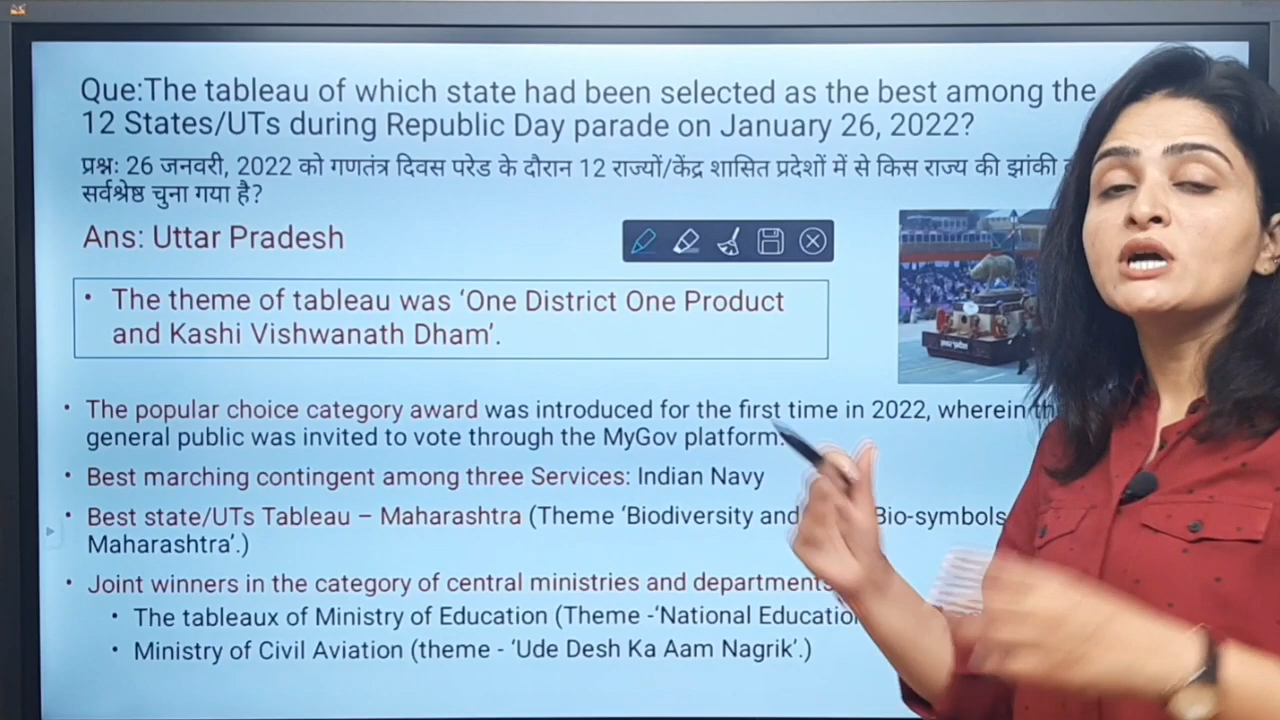 Que:The tableau of which state had been selected as the best among the
12 States/UTs during Republic Day parade on January 26, 2022?
प्रश्न: 26 जनवरी, 2022 को गणतंत्र दिवस परेड के दौरान 12 राज्यों/केंद्र शासित प्रदेशों में से किस राज्य की झांकी
सर्वश्रेष्ठ चुना गया है?
Ans: Uttar Pradesh
• The theme of tableau was ‘One District One Product
and Kashi Vishwanath Dham’.
• The popular choice category award was introduced for the first time in 2022, wherein
general public was invited to vote through the MyGov platform.
• Best marching contingent among three Services: Indian Navy
• Best state/UTs Tableau – Maharashtra (Theme ‘Biodiversity and Bio-symbols
Maharashtra’.)
• Joint winners in the category of central ministries and departments
• The tableaux of Ministry of Education (Theme -‘National Education
• Ministry of Civil Aviation (theme - ‘Ude Desh Ka Aam Nagrik’.)